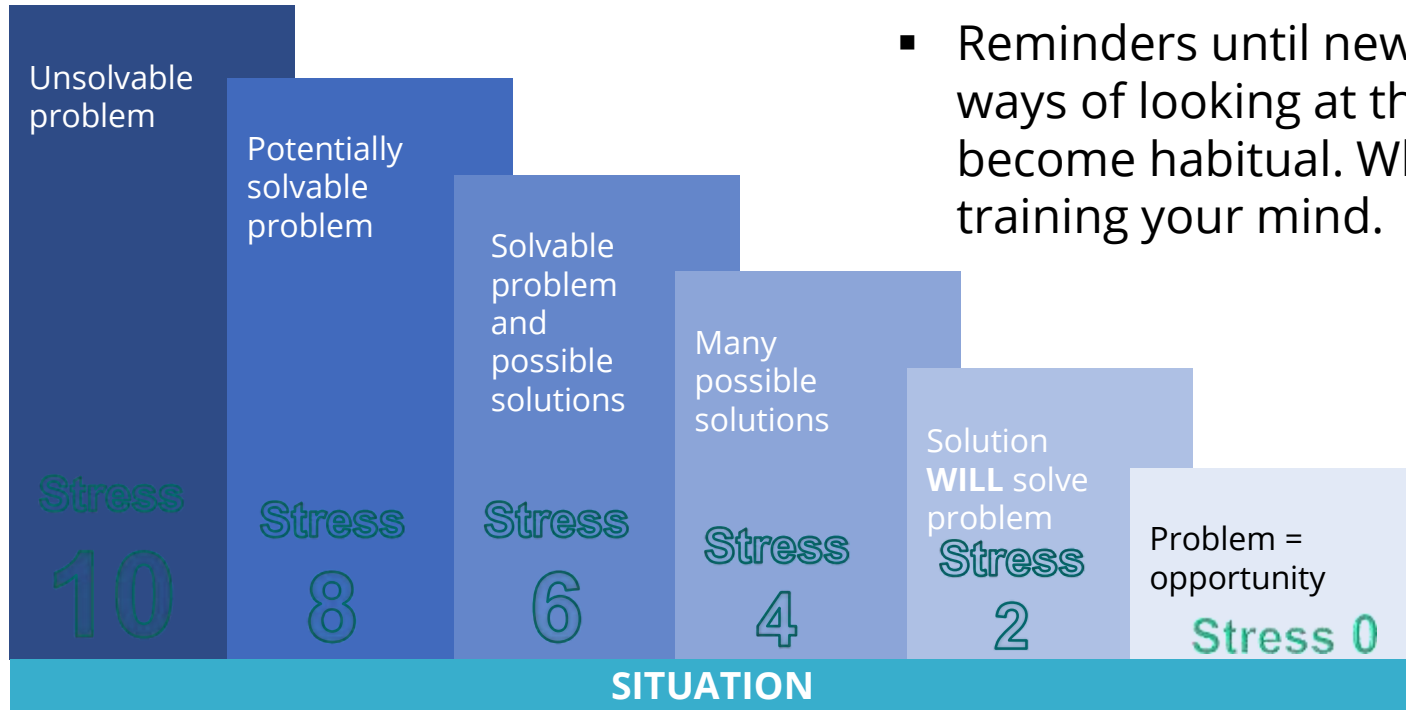 Unsolvable
problem
Stress
10
Potentially
solvable
problem
Stress
8
Solvable
problem
and
possible
solutions
Stress
6
Many
possible
solutions
Stress
4
Solution
WILL solve
problem
Stress
2
Problem =
opportunity
Stress 0
▪ Reminders until new
ways of looking at
become habitual.
training your mind.
SITUATION